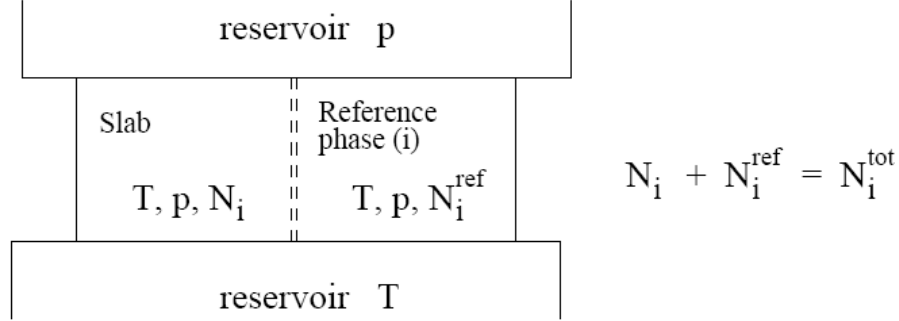 reservoir p
Slab
Reference
phase (i)
T, p, N_i
T, p, N_i^ref
N_i + N_i^ref = N_i^tot
reservoir T